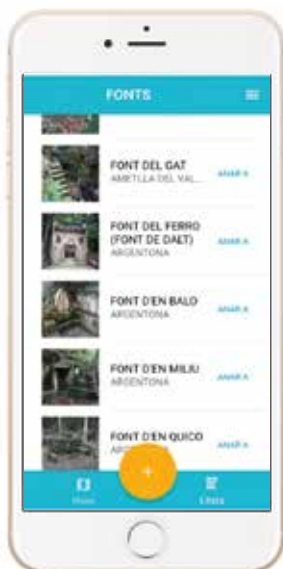 FONTS
FONT DEL GAT
AMETLLA DEL VAL...
ANAR A
FONT DEL FERRO
(FONT DE DALT)
ARGENTONA
ANAR A
FONT D'EN BALO
ARGENTONA
ANAR A
FONT D'EN MILIU
ARGENTONA
ANAR A
FONT D'EN QUICO
ANAR A
+
Llista